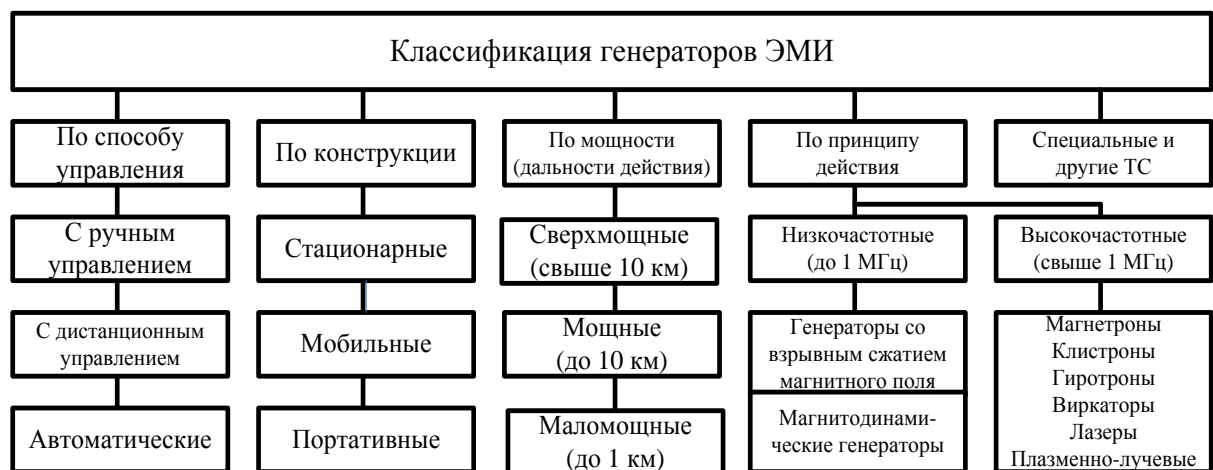 Классификация генераторов ЭМИ
По способу
управления
По конструкции
По мощности
(дальности действия)
По принципу
действия
Специальные и
другие ТС
С ручным
управлением
Стационарные
Сверхмощные
(свыше 10 км)
Низкочастотные
(до 1 МГц)
Высокочастотные
(свыше 1 МГц)
С дистанционным
управлением
Мобильные
Мощные
(до 10 км)
Генераторы со
взрывным сжатием
магнитного поля
Магнетроны
Клистроны
Гиротроны
Виркаторы
Лазеры
Плазменно-лучевые
Автоматические
Портативные
Маломощные
(до 1 км)
Магнитодинами-
ческие генераторы